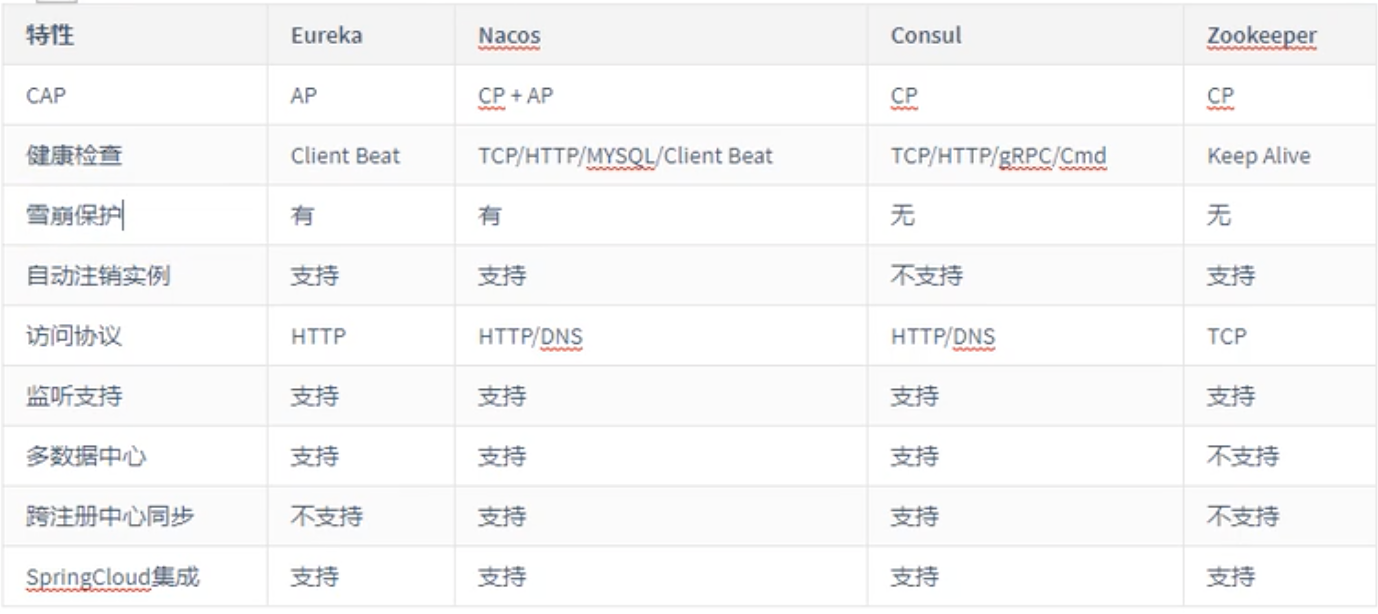 特性 Eureka Nacos Consul Zookeeper
CAP AP CP + AP CP CP
健康检查 Client Beat TCP/HTTP/MYSQL/Client Beat TCP/HTTP/gRPC/Cmd Keep Alive
雪崩保护 有 有 无 无
自动注销实例 支持 支持 不支持 支持
访问协议 HTTP HTTP/DNS HTTP/DNS TCP
监听支持 支持 支持 支持 支持
多数据中心 支持 支持 支持 不支持
跨注册中心同步 不支持 支持 支持 不支持
SpringCloud集成 支持 支持 支持 支持